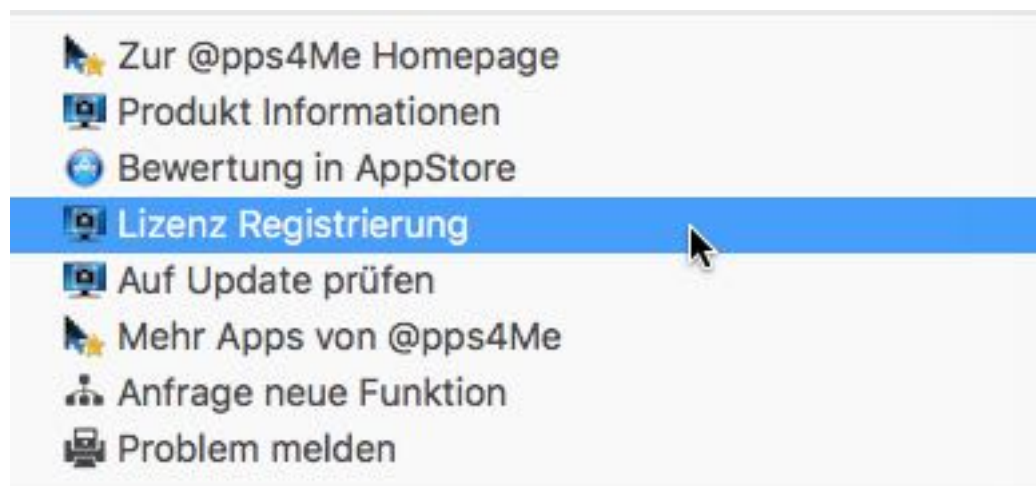 Zur @pps4Me Homepage
Produkt Informationen
Bewertung in AppStore
Lizenz Registrierung
Auf Update prüfen
Mehr Apps von @pps4Me
Anfrage neue Funktion
Problem melden